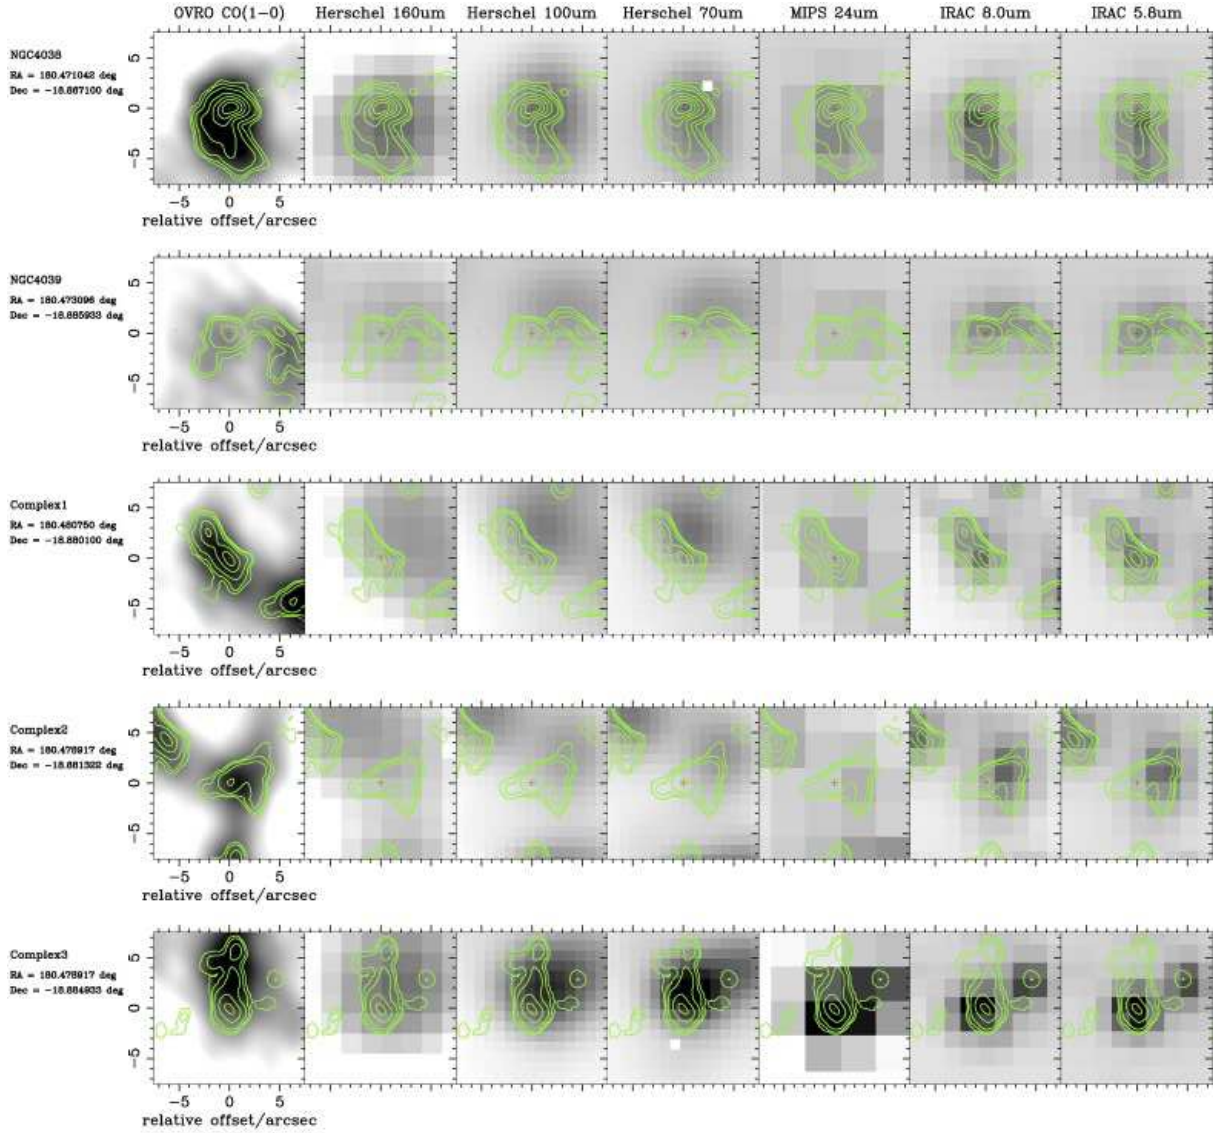 OVRO CO(1-0) Herschel 160um Herschel 100um Herschel 70um MIPS 24um IRAC 8.0um IRAC 5.8um
NGC4038
RA = 180.471042 deg
Dec = -18.867100 deg
5
0
-5
-5 0 5
relative offset/arcsec
NGC4039
RA = 180.473096 deg
Dec = -18.885933 deg
5
0
-5
-5 0 5
relative offset/arcsec
Complex1
RA = 180.480750 deg
Dec = -18.880100 deg
5
0
-5
-5 0 5
relative offset/arcsec
Complex2
RA = 180.478917 deg
Dec = -18.881322 deg
5
0
-5
-5 0 5
relative offset/arcsec
Complex3
RA = 180.478917 deg
Dec = -18.884933 deg
5
0
-5
-5 0 5
relative offset/arcsec